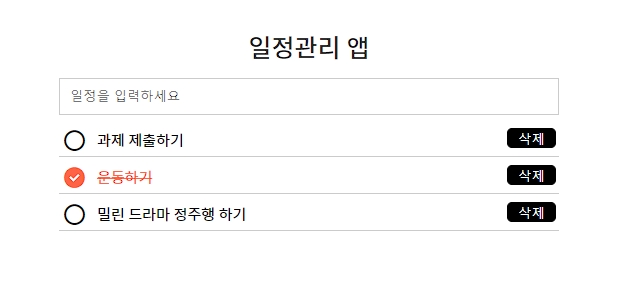 일정관리 앱
일정을 입력하세요
과제 제출하기 삭제
운동하기 삭제
밀린 드라마 정주행 하기 삭제